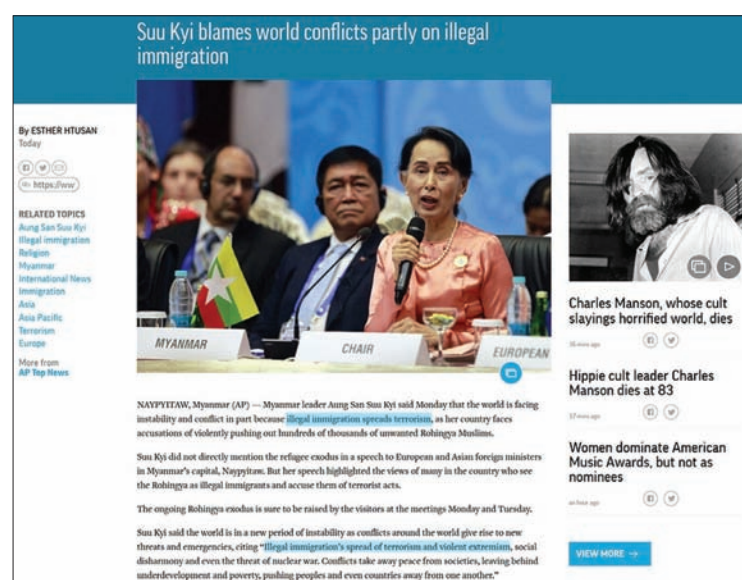 Suu Kyi blames world conflicts partly on illegal
immigration
By ESTHER HTUSAN
Today
https://ww
RELATED TOPICS
Aung San Suu Kyi
Illegal immigration
Religion
Myanmar
International News
Immigration
Asia
Asia Pacific
Terrorism
Europe
More from
AP Top News
MYANMAR
CHAIR
EUROPEAN
NAYPYITAW, Myanmar (AP) — Myanmar leader Aung San Suu Kyi said Monday that the world is facing
instability and conflict in part because illegal immigration spreads terrorism, as her country faces
accusations of violently pushing out hundreds of thousands of unwanted Rohingya Muslims.
Suu Kyi did not directly mention the refugee exodus in a speech to European and Asian foreign ministers
in Myanmar's capital, Naypyitaw. But her speech highlighted the views of many in the country who see
the Rohingya as illegal immigrants and accuse them of terrorist acts.
The ongoing Rohingya exodus is sure to be raised by the visitors at the meetings Monday and Tuesday.
Suu Kyi said the world is in a new period of instability as conflicts around the world give rise to new
threats and emergencies, citing “Illegal immigration's spread of terrorism and violent extremism, social
disharmony and even the threat of nuclear war. Conflicts take away peace from societies, leaving behind
underdevelopment and poverty, pushing peoples and even countries away from one another.”
Charles Manson, whose cult
slayings horrified world, dies
mins ago
Hippie cult leader Charles
Manson dies at 83
mins ago
Women dominate American
Music Awards, but not as
nominees
an hour ago
VIEW MORE →